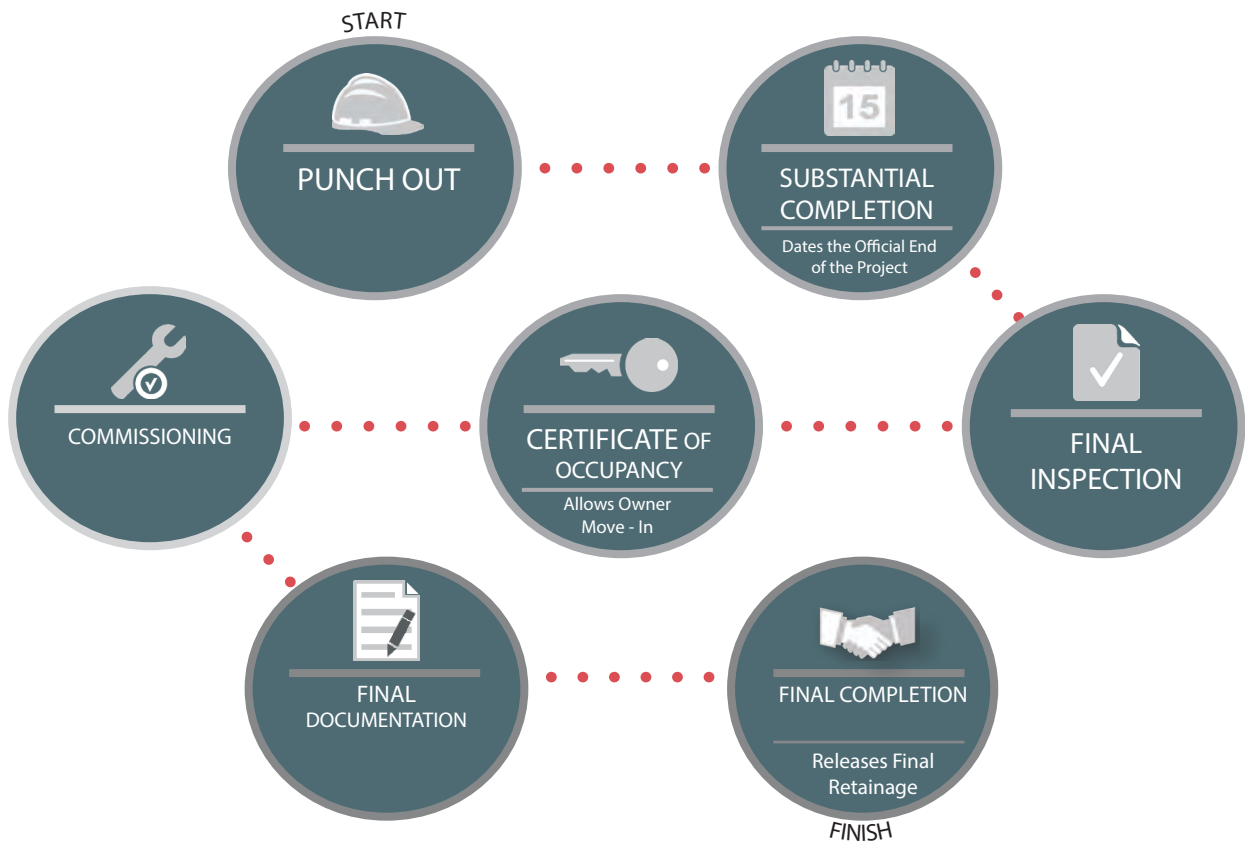 START
PUNCH OUT
15
SUBSTANTIAL
COMPLETION
Dates the Official End
of the Project
FINAL
INSPECTION
CERTIFICATE OF
OCCUPANCY
Allows Owner
Move - In
COMMISSIONING
FINAL
DOCUMENTATION
FINAL COMPLETION
Releases Final
Retainage
FINISH